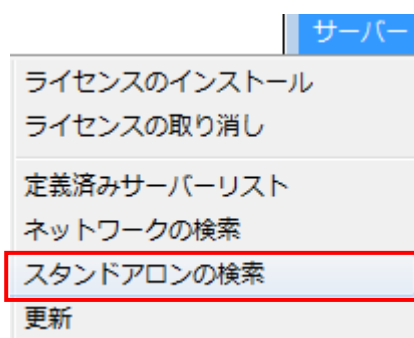 サーバー
ライセンスのインストール
ライセンスの取り消し
定義済みサーバーリスト
ネットワークの検索
スタンドアロンの検索
更新